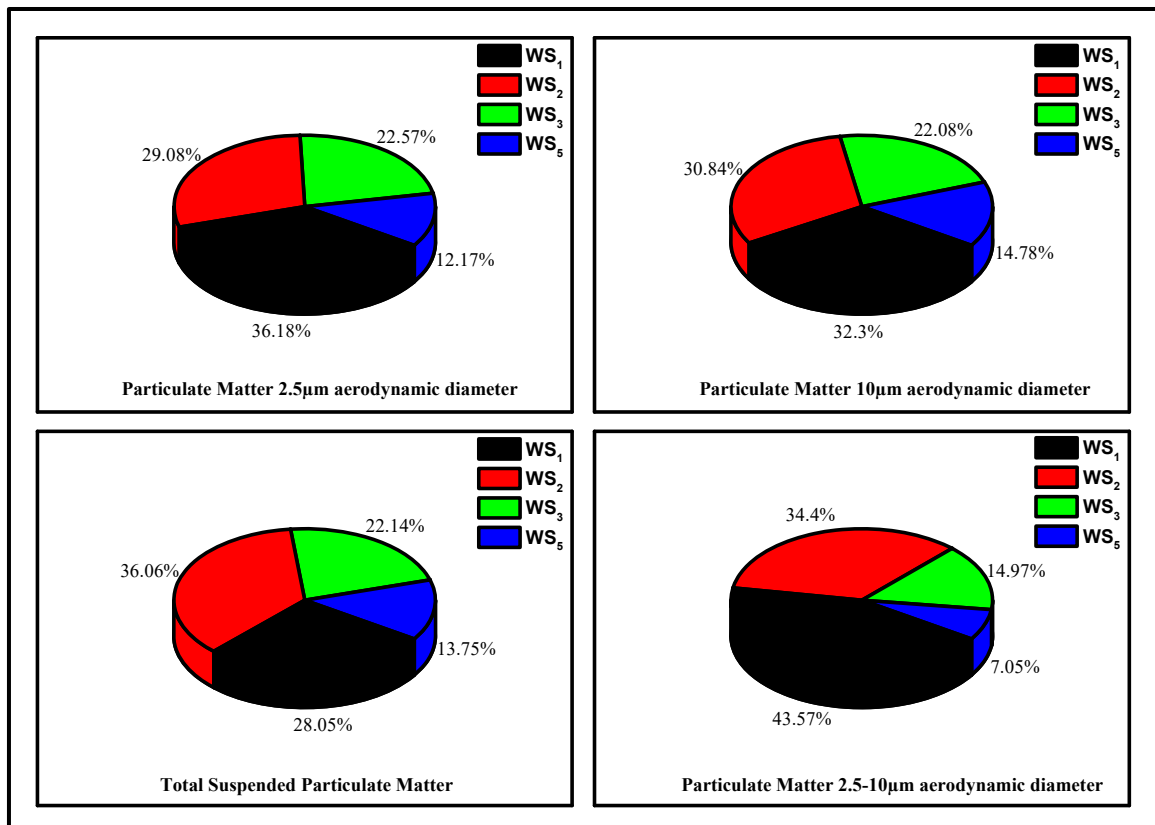 WS1
WS2
WS3
WS5
22.57%
29.08%
12.17%
36.18%
Particulate Matter 2.5µm aerodynamic diameter
WS1
WS2
WS3
WS5
22.08%
30.84%
14.78%
32.3%
Particulate Matter 10µm aerodynamic diameter
WS1
WS2
WS3
WS5
22.14%
36.06%
13.75%
28.05%
Total Suspended Particulate Matter
WS1
WS2
WS3
WS5
34.4%
14.97%
7.05%
43.57%
Particulate Matter 2.5-10µm aerodynamic diameter